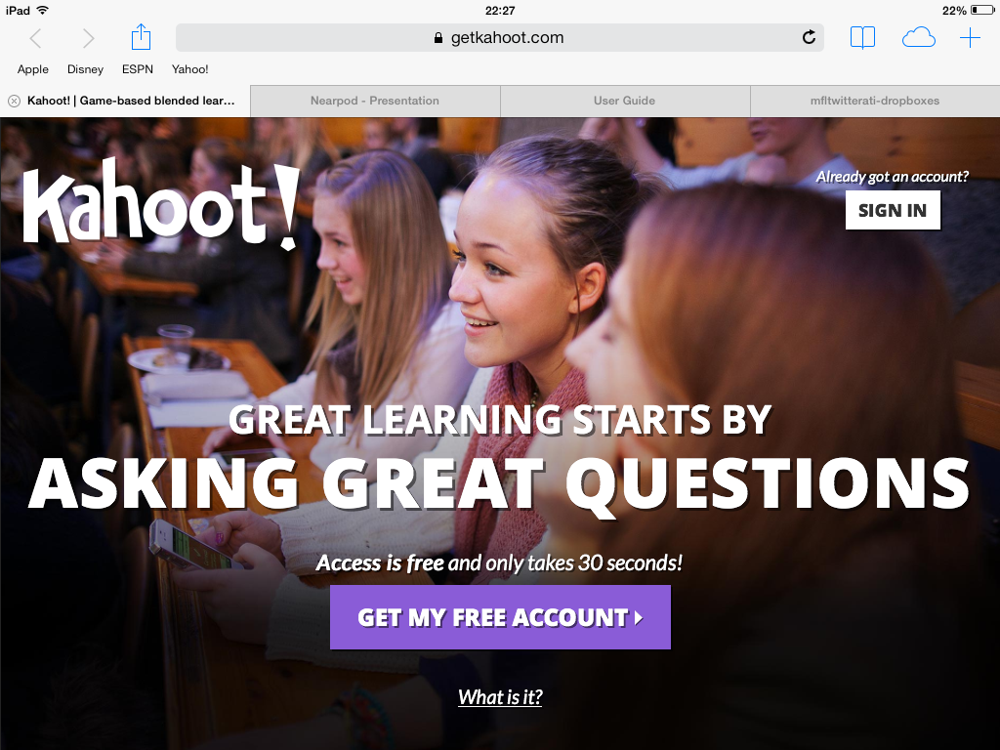 iPad 22:27 22%
getkahoot.com
Apple Disney ESPN Yahoo!
Kahoot! | Game-based blended lear... Nearpod - Presentation User Guide mfltwitterati-dropboxes
Kahoot!
Already got an account?
SIGN IN
GREAT LEARNING STARTS BY
ASKING GREAT QUESTIONS
Access is free and only takes 30 seconds!
GET MY FREE ACCOUNT
What is it?